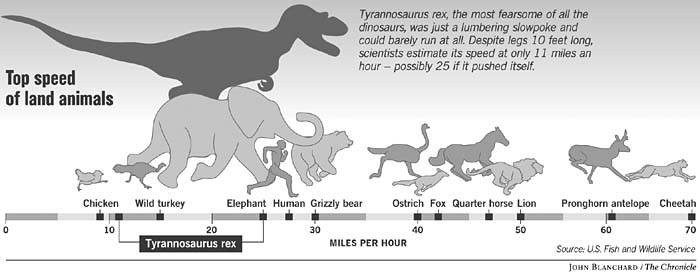 Tyrannosaurus rex, the most fearsome of all the
dinosaurs, was just a lumbering slowpoke and
could barely run at all. Despite legs 10 feet long,
scientists estimate its speed at only 11 miles an
hour – possibly 25 if it pushed itself.
Top speed
of land animals
Chicken Wild turkey Elephant Human Grizzly bear Ostrich Fox Quarter horse Lion Pronghorn antelope Cheetah
0 10 20 30 40 50 60 70
Tyrannosaurus rex
MILES PER HOUR
Source: U.S. Fish and Wildlife Service
JOHN BLANCHARD / The Chronicle